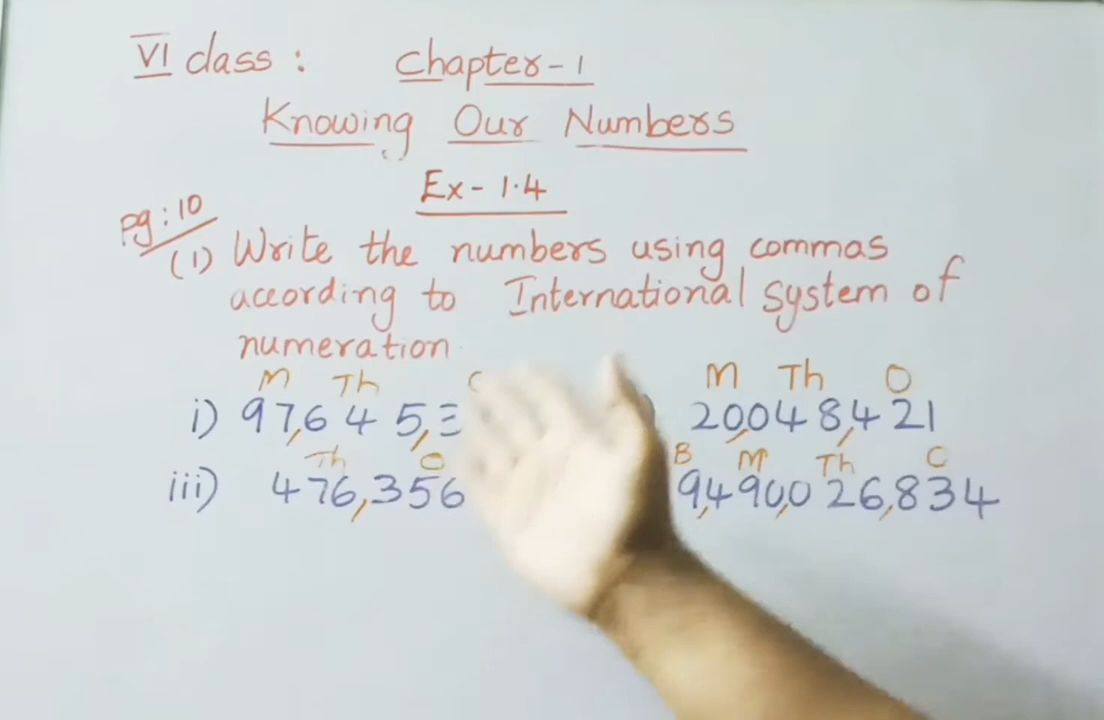 VI class : Chapter-1
Knowing Our Numbers
Ex-1.4
pg:10
(1) Write the numbers using commas
according to International system of
numeration
M Th M Th O
i) 97,645,3 20,048,421
Th O B M Th O
iii) 476,356 9,490,026,834